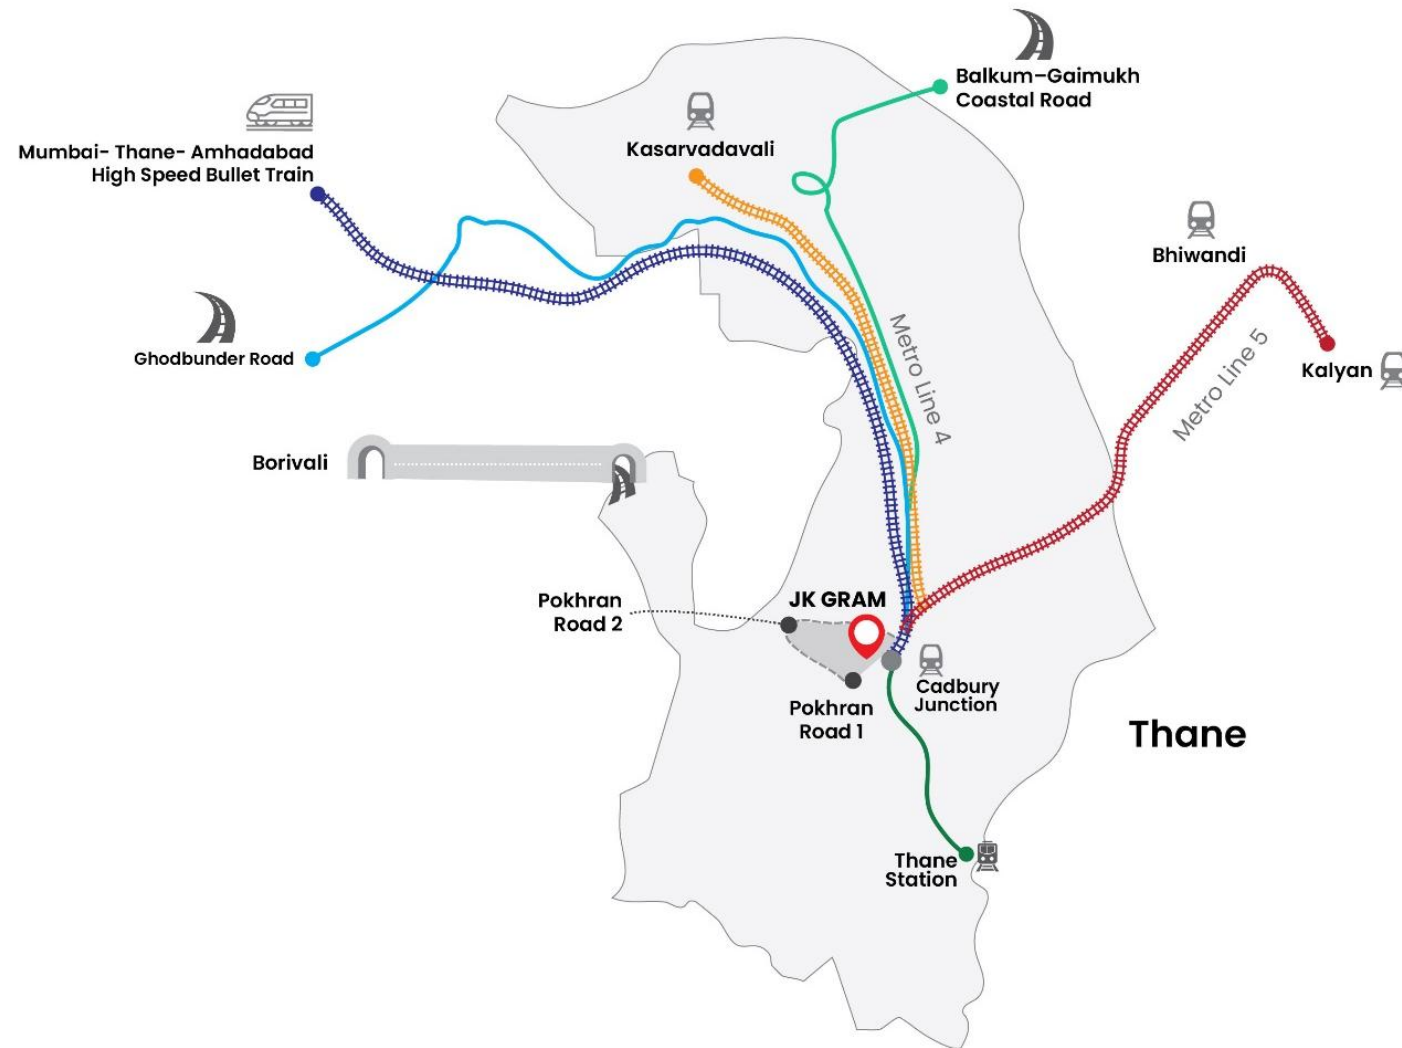 Balkum–Gaimukh
Coastal Road
Kasarvadavali
Mumbai- Thane- Amhadabad
High Speed Bullet Train
Bhiwandi
Ghodbunder Road
Metro Line 4
Metro Line 5
Kalyan
Borivali
JK GRAM
Pokhran
Road 2
Cadbury
Junction
Pokhran
Road 1
Thane
Thane
Station